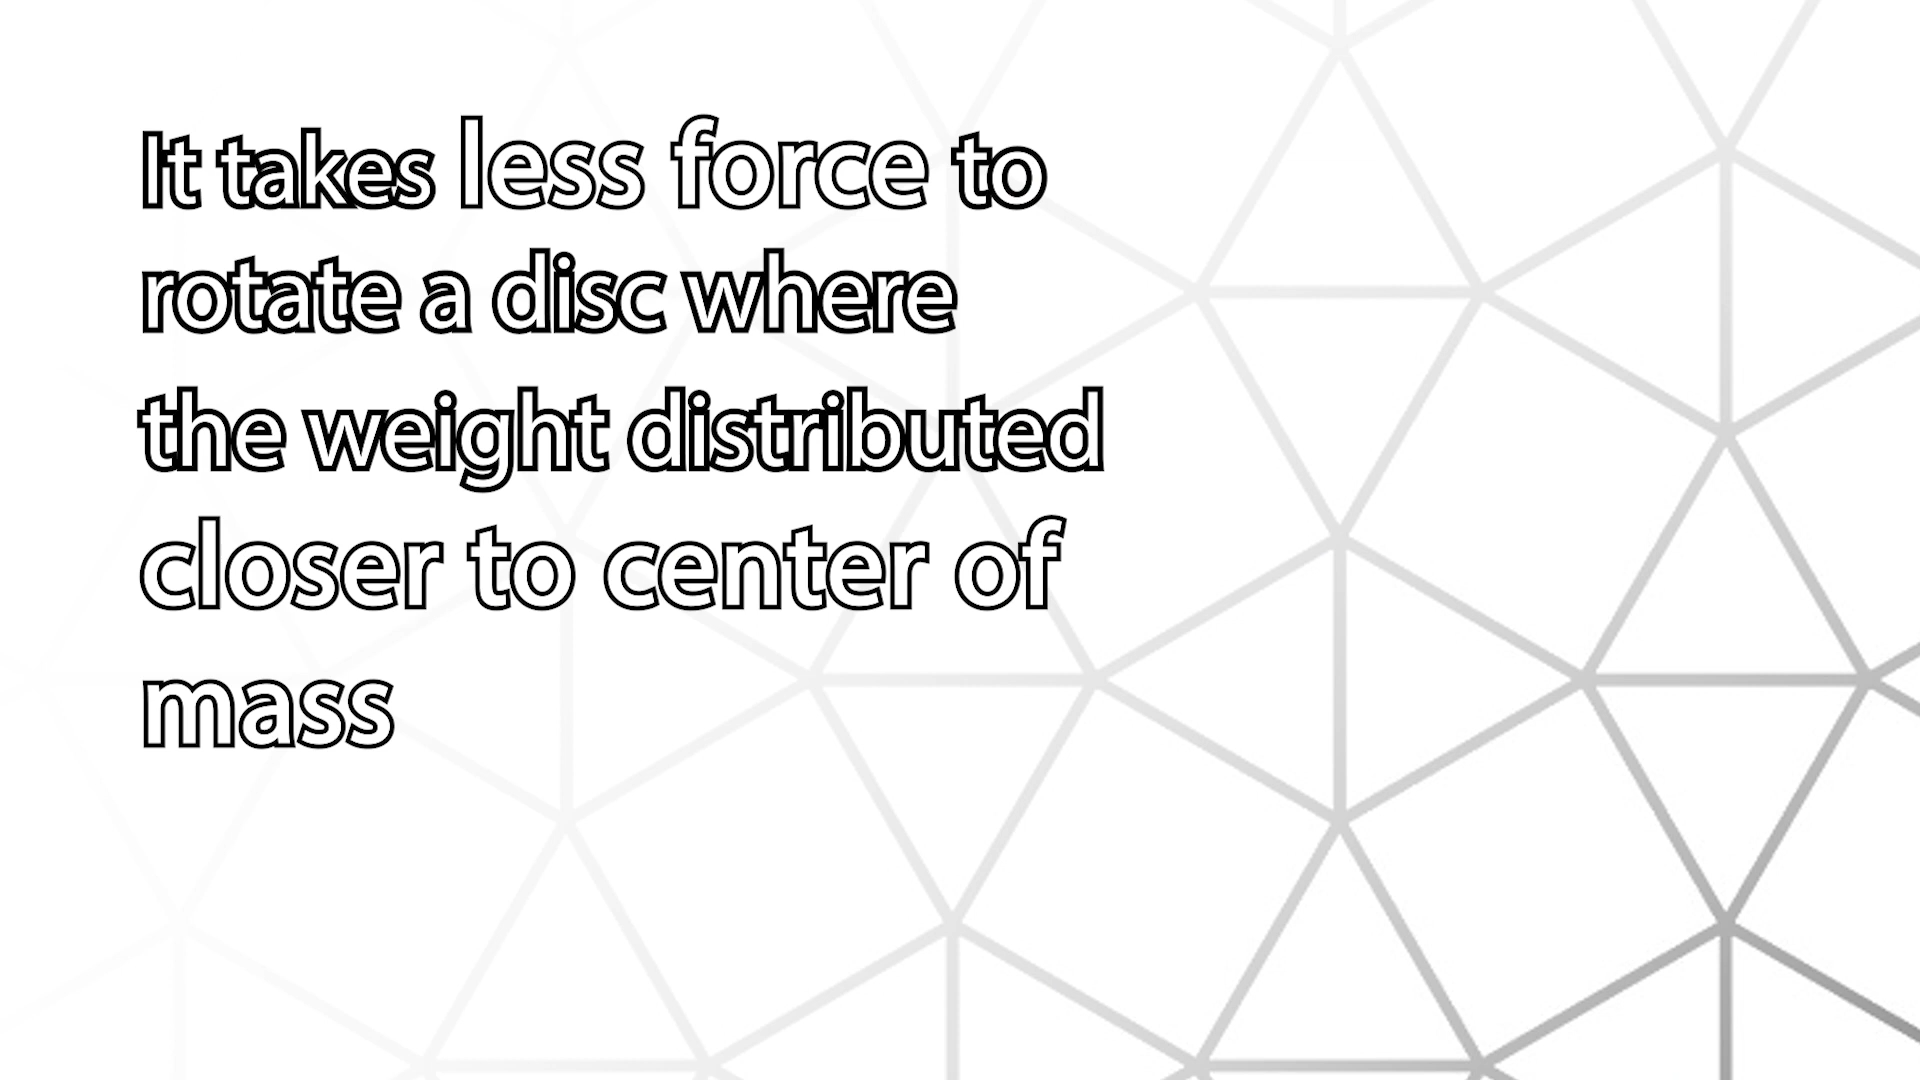 It takes less force to
rotate a disc where
the weight distributed
closer to center of
mass